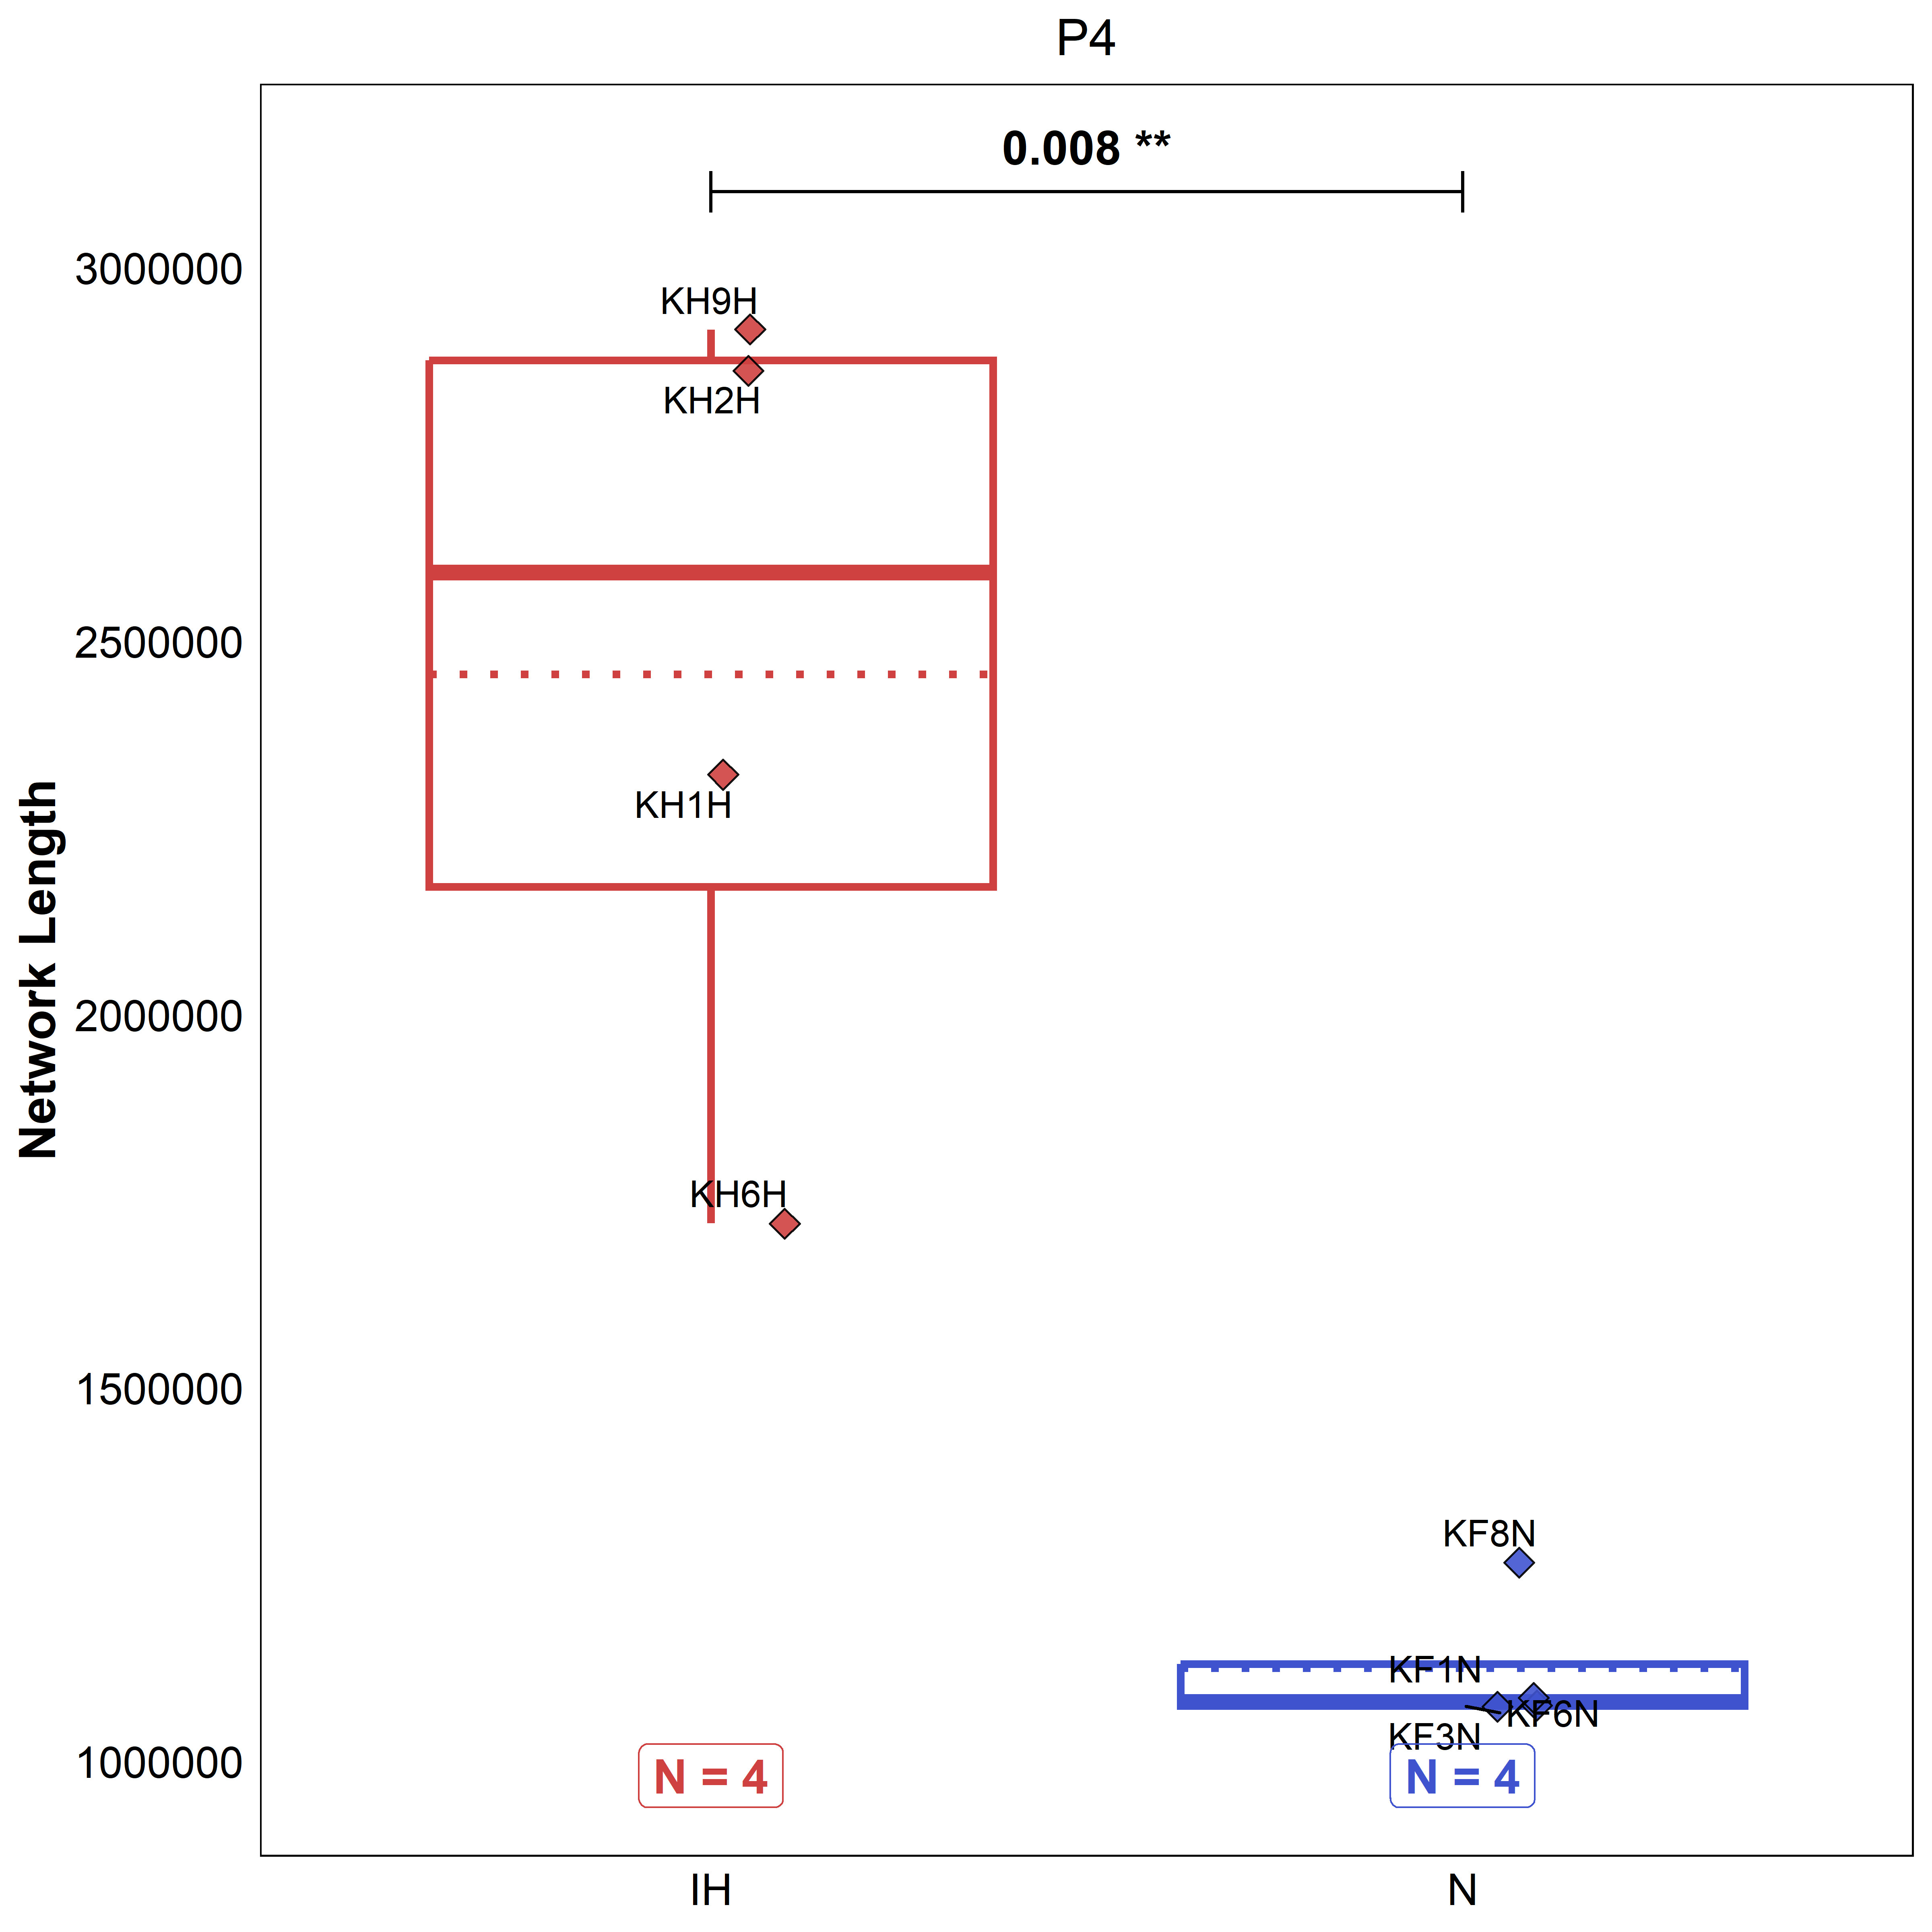 P4
0.008 **
3000000
2500000
2000000
1500000
1000000
Network Length
KH9H
KH2H
KH1H
KH6H
KF8N
KF1N
KF6N
KF3N
N = 4
N = 4
IH
N